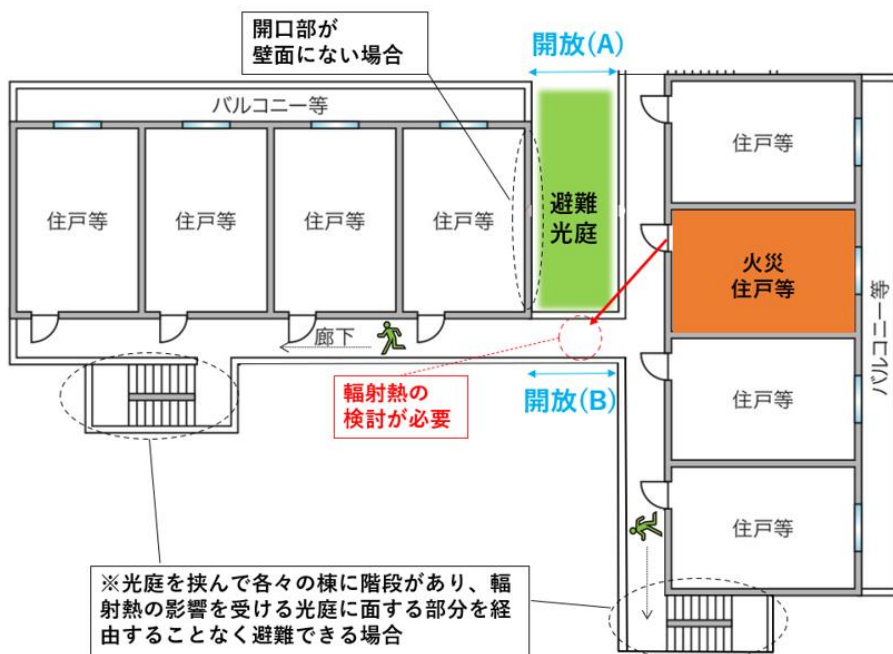 開口部が
壁面にない場合
開放(A)
バルコニー等
住戸等
住戸等
住戸等
住戸等
住戸等
避難
光庭
火災
住戸等
バルコニー等
廊下
輻射熱の
検討が必要
開放(B)
住戸等
住戸等
※光庭を挟んで各々の棟に階段があり、輻
射熱の影響を受ける光庭に面する部分を経
由することなく避難できる場合